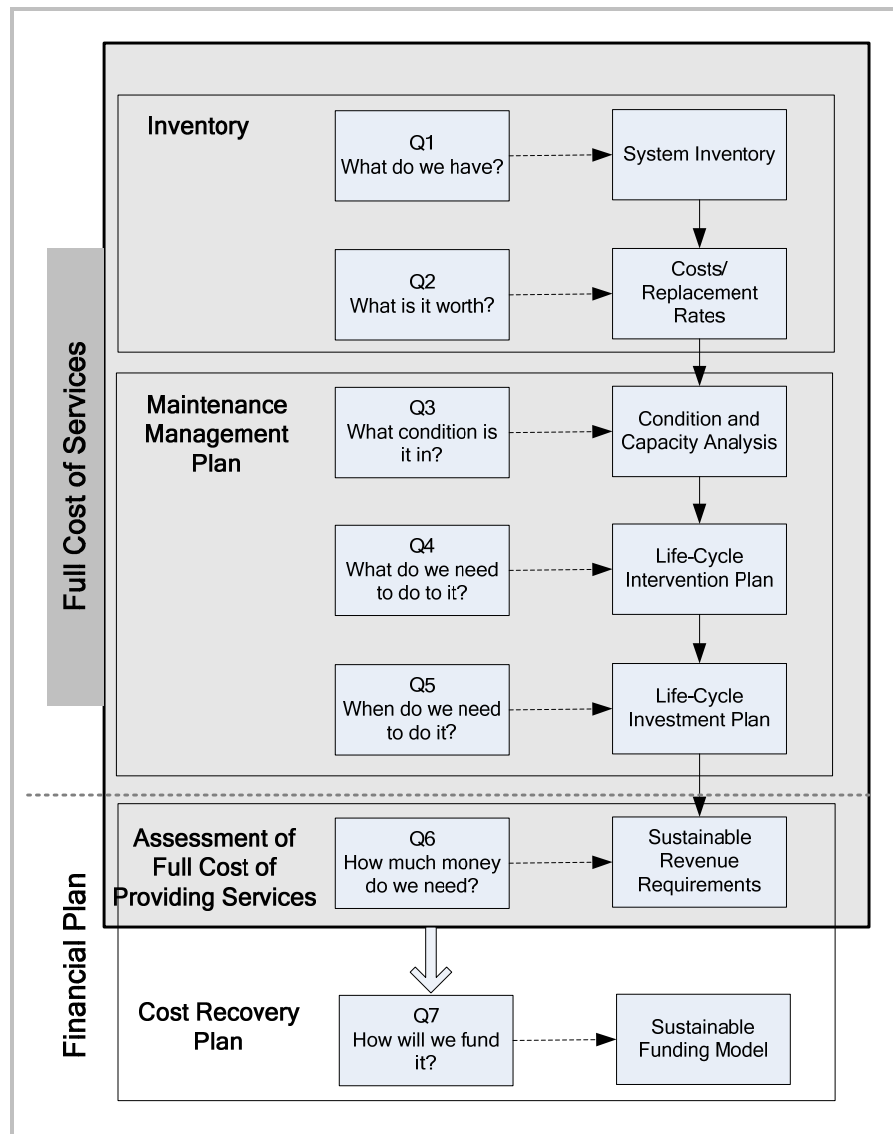 Full Cost of Services
Inventory
Q1
What do we have?
System Inventory
Q2
What is it worth?
Costs/
Replacement
Rates
Maintenance
Management
Plan
Q3
What condition is
it in?
Condition and
Capacity Analysis
Q4
What do we need
to do to it?
Life-Cycle
Intervention Plan
Q5
When do we need
to do it?
Life-Cycle
Investment Plan
Financial Plan
Assessment of
Full Cost of
Providing Services
Q6
How much money
do we need?
Sustainable
Revenue
Requirements
Cost Recovery
Plan
Q7
How will we fund
it?
Sustainable
Funding Model